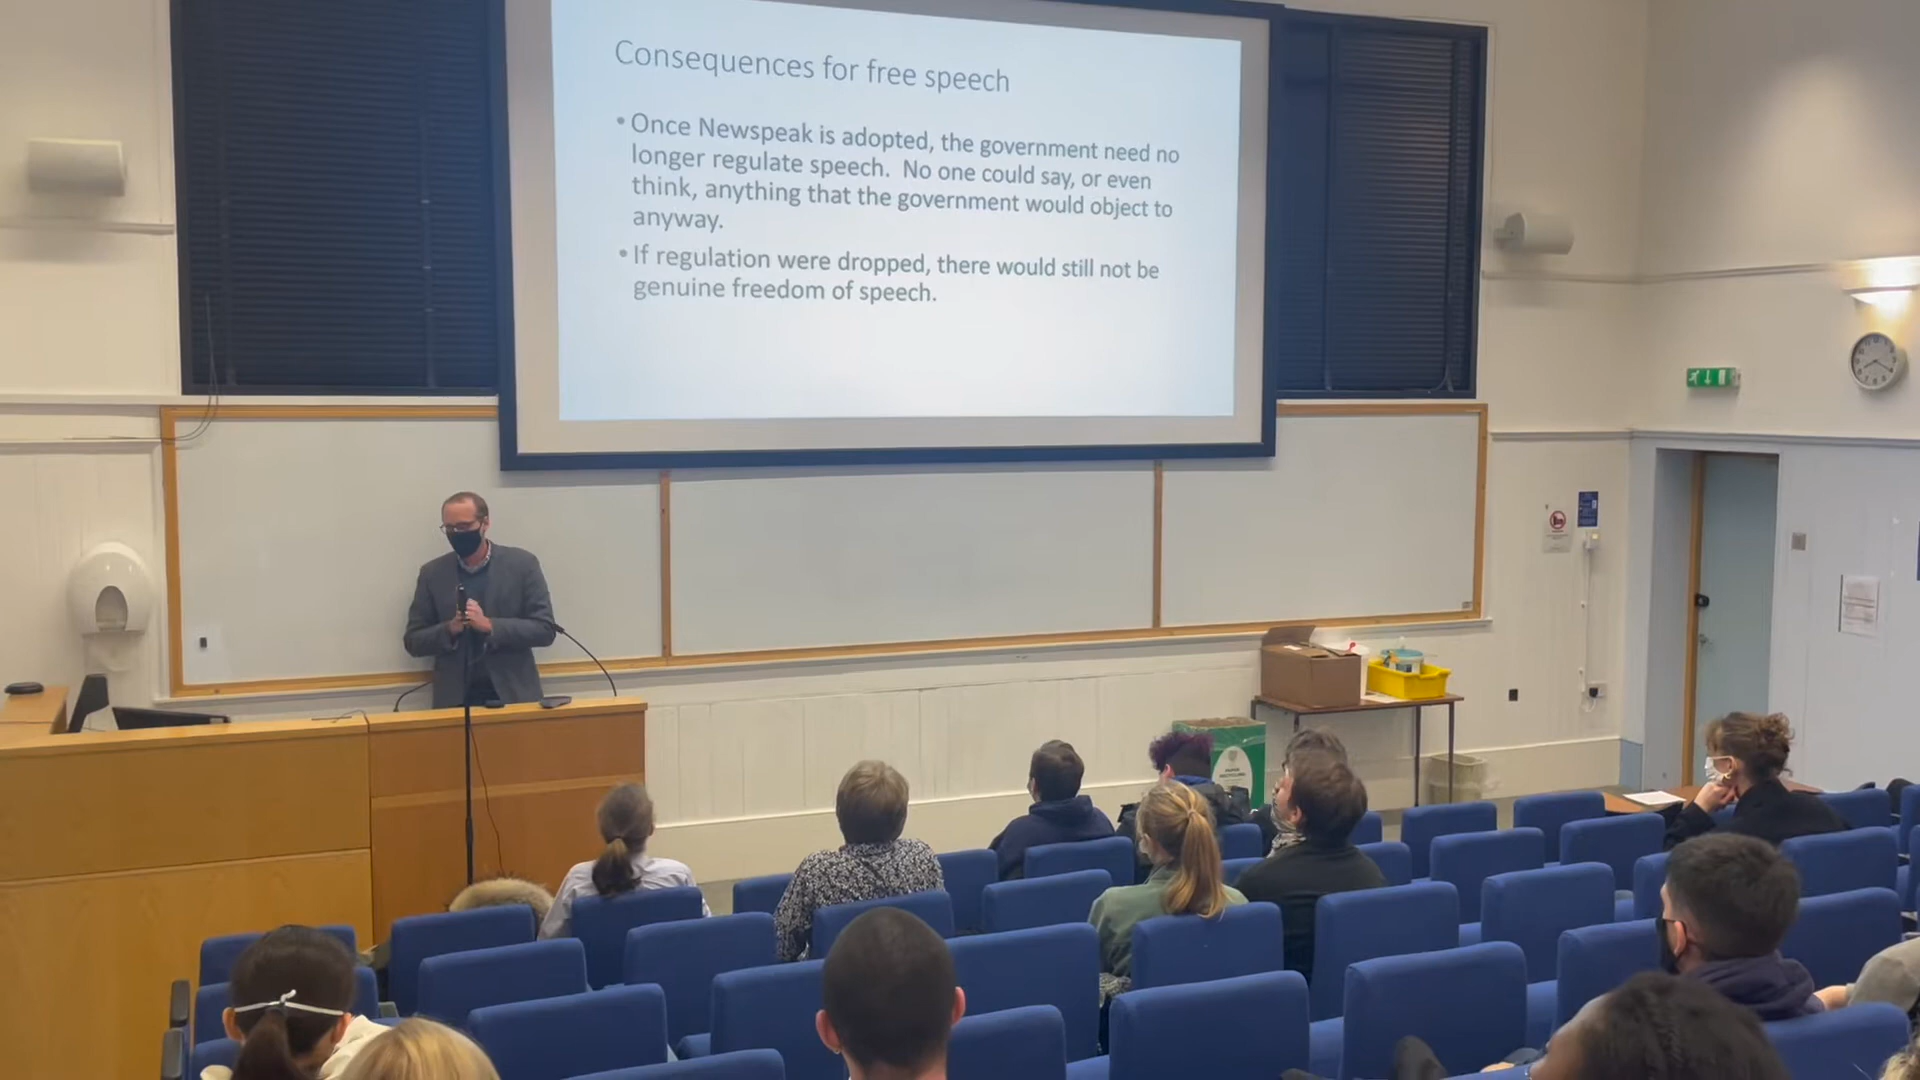 Consequences for free speech
• Once Newspeak is adopted, the government need no
longer regulate speech.  No one could say, or even
think, anything that the government would object to
anyway.
• If regulation were dropped, there would still not be
genuine freedom of speech.